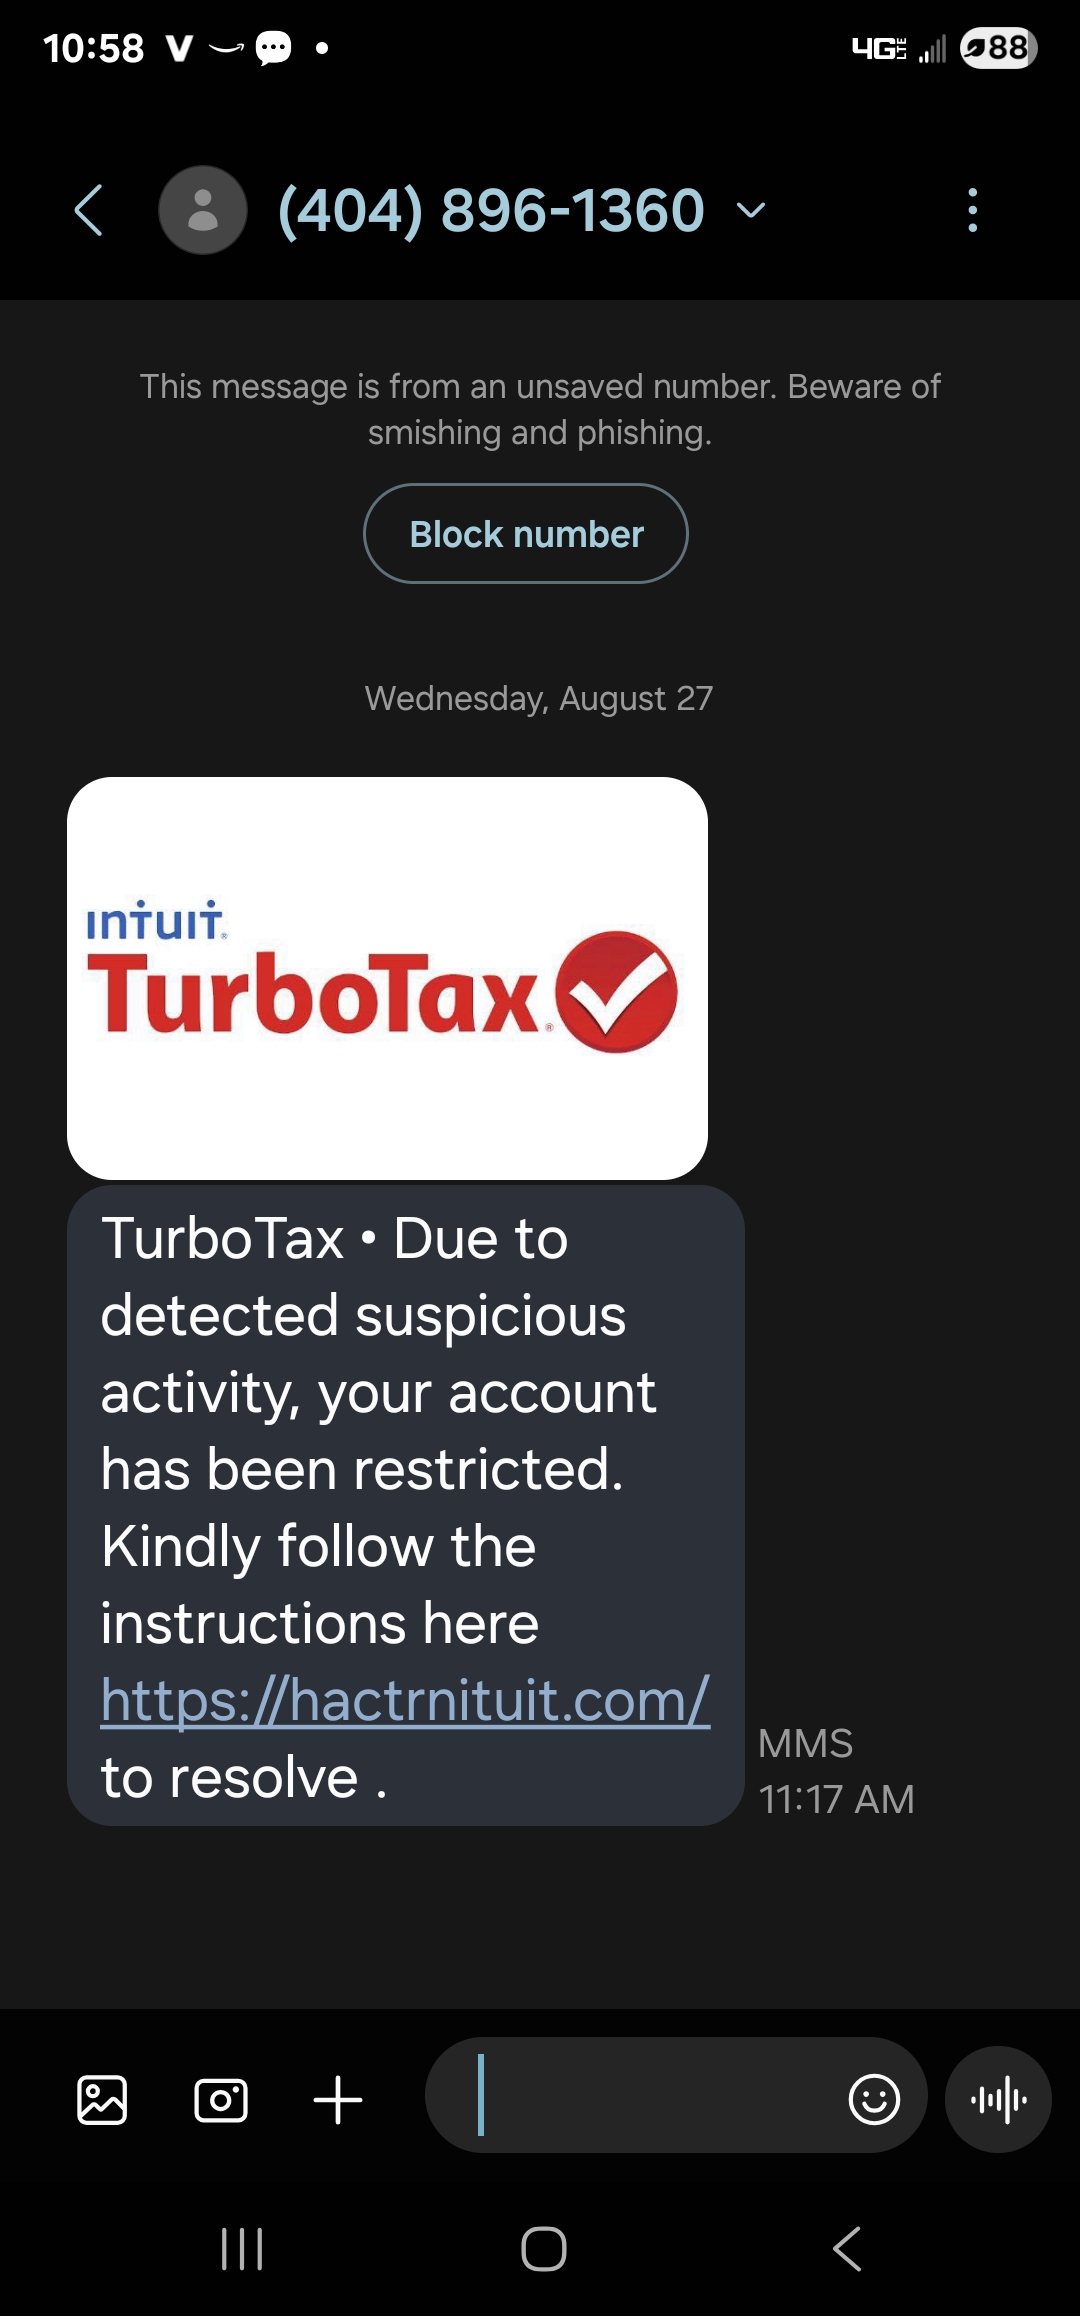 10:58 V 4G LTE 88
(404) 896-1360
This message is from an unsaved number. Beware of
smishing and phishing.
Block number
Wednesday, August 27
intuit®
TurboTax®
TurboTax • Due to
detected suspicious
activity, your account
has been restricted.
Kindly follow the
instructions here
https://hactrnituit.com/
to resolve .
MMS
11:17 AM